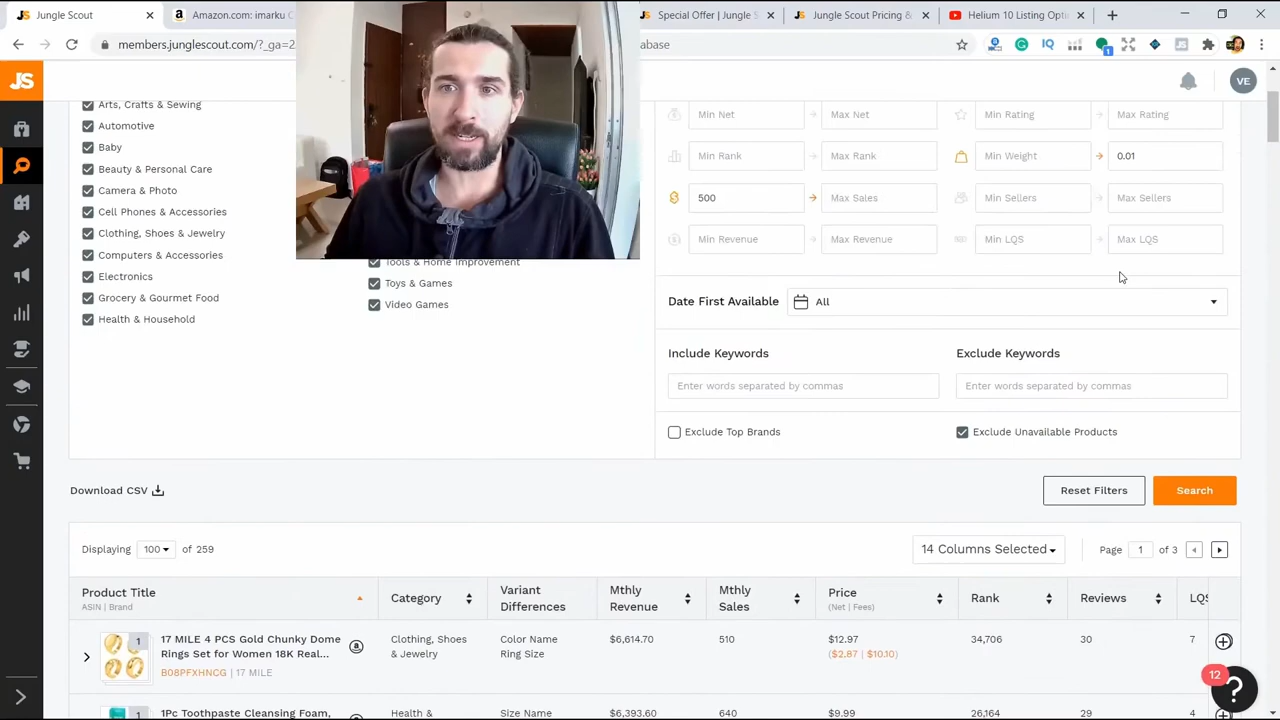 Jungle Scout
Amazon.com: imarku C
Special Offer | Jungle S
Jungle Scout Pricing &
Helium 10 Listing Opt
members.junglescout.com/?_ga=2
abase
1
JS
VE
Arts, Crafts & Sewing
Automotive
Baby
Beauty & Personal Care
Camera & Photo
Cell Phones & Accessories
Clothing, Shoes & Jewelry
Computers & Accessories
Electronics
Grocery & Gourmet Food
Health & Household
Tools & Home Improvement
Toys & Games
Video Games
Min Net Max Net Min Rating Max Rating
Min Rank Max Rank Min Weight 0.01
500 Max Sales Min Sellers Max Sellers
Min Revenue Max Revenue Min LQS Max LQS
Date First Available All
Include Keywords Exclude Keywords
Enter words separated by commas Enter words separated by commas
Exclude Top Brands Exclude Unavailable Products
Download CSV Reset Filters Search
Displaying 100 of 259 14 Columns Selected Page 1 of 3
Product Title
ASIN | Brand
Category
Variant
Differences
Mthly
Revenue
Mthly
Sales
Price
(Net | Fees)
Rank
Reviews
LQS
1
17 MILE 4 PCS Gold Chunky Dome
Rings Set for Women 18K Real...
B08PFXHNCG | 17 MILE
Clothing, Shoes
& Jewelry
Color Name
Ring Size
$6,614.70
510
$12.97
($2.87 | $10.10)
34,706
30
7
12
?
1
1Pc Toothpaste Cleansing Foam,
Health &
Size Name
$6,393.60
640
$9.99
26,164
29
4